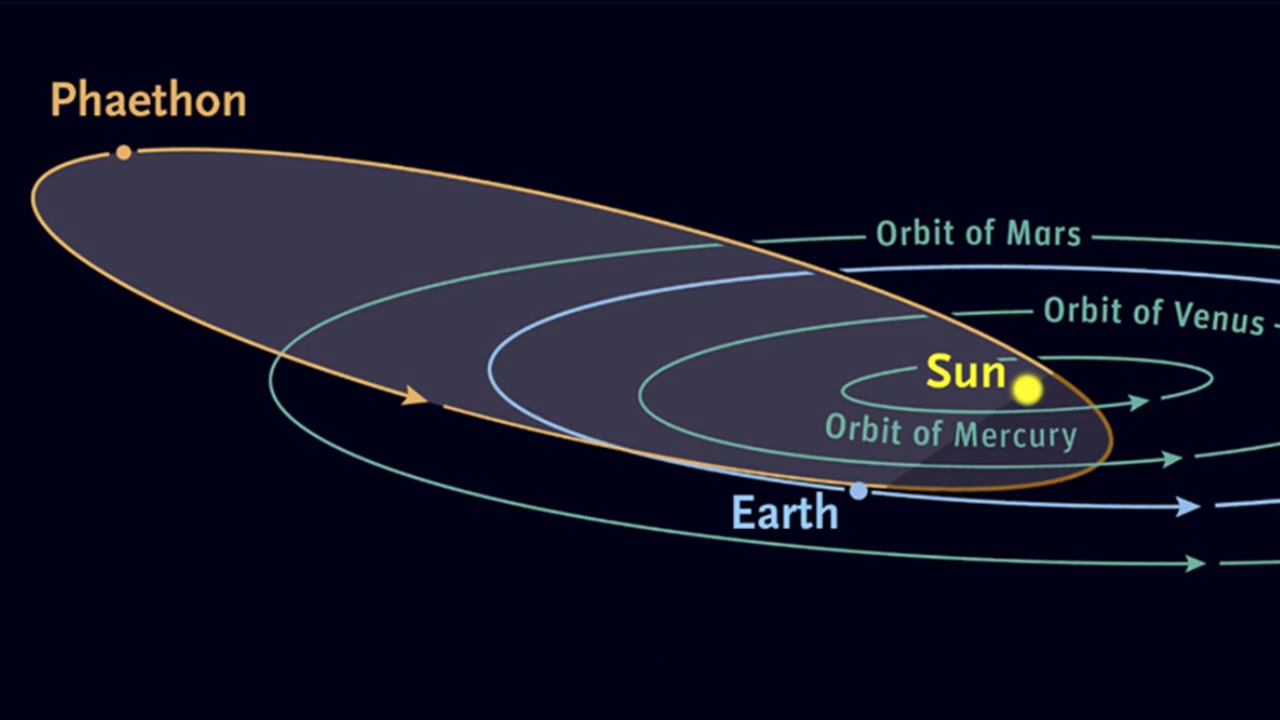 Phaethon
Orbit of Mars
Orbit of Venus
Sun
Orbit of Mercury
Earth